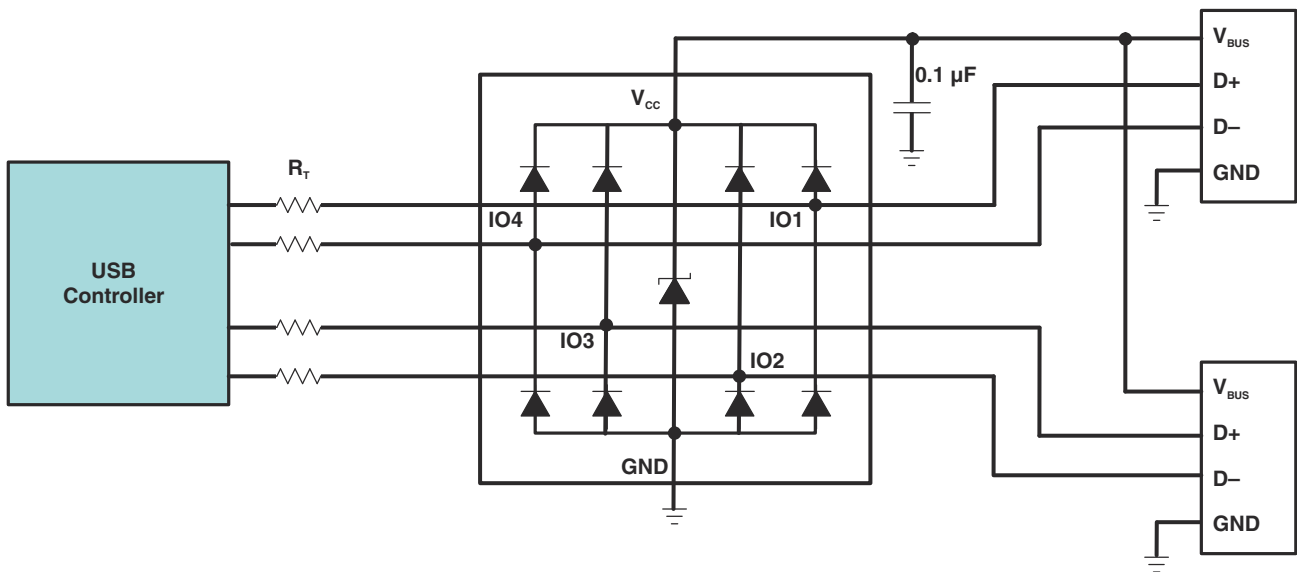 USB
Controller
R_T
V_CC
IO4
IO1
IO3
IO2
GND
0.1 µF
V_BUS
D+
D–
GND
V_BUS
D+
D–
GND